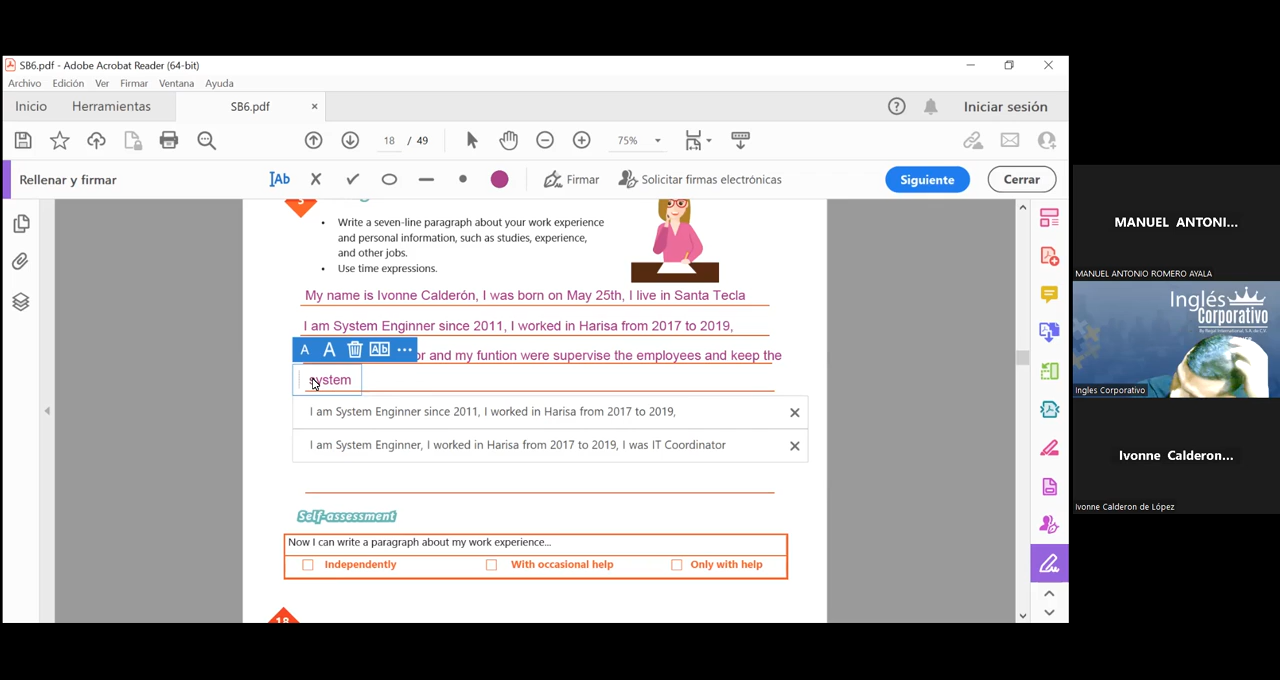 SB6.pdf - Adobe Acrobat Reader (64-bit)
Archivo Edición Ver Firmar Ventana Ayuda
Inicio Herramientas SB6.pdf × Iniciar sesión
18 / 49 75%
Rellenar y firmar Ab Firmar Solicitar firmas electrónicas Siguiente Cerrar
• Write a seven-line paragraph about your work experience
and personal information, such as studies, experience,
and other jobs.
• Use time expressions.
My name is Ivonne Calderón, I was born on May 25th, I live in Santa Tecla
I am System Enginner since 2011, I worked in Harisa from 2017 to 2019,
A A Ab ... or and my funtion were supervise the employees and keep the
system
I am System Enginner since 2011, I worked in Harisa from 2017 to 2019,
I am System Enginner, I worked in Harisa from 2017 to 2019, I was IT Coordinator
Self-assessment
Now I can write a paragraph about my work experience...
Independently With occasional help Only with help
18
MANUEL ANTONI...
MANUEL ANTONIO ROMERO AYALA
Inglés
Corporativo
Ingles Corporativo
Ivonne Calderon...
Ivonne Calderon de López